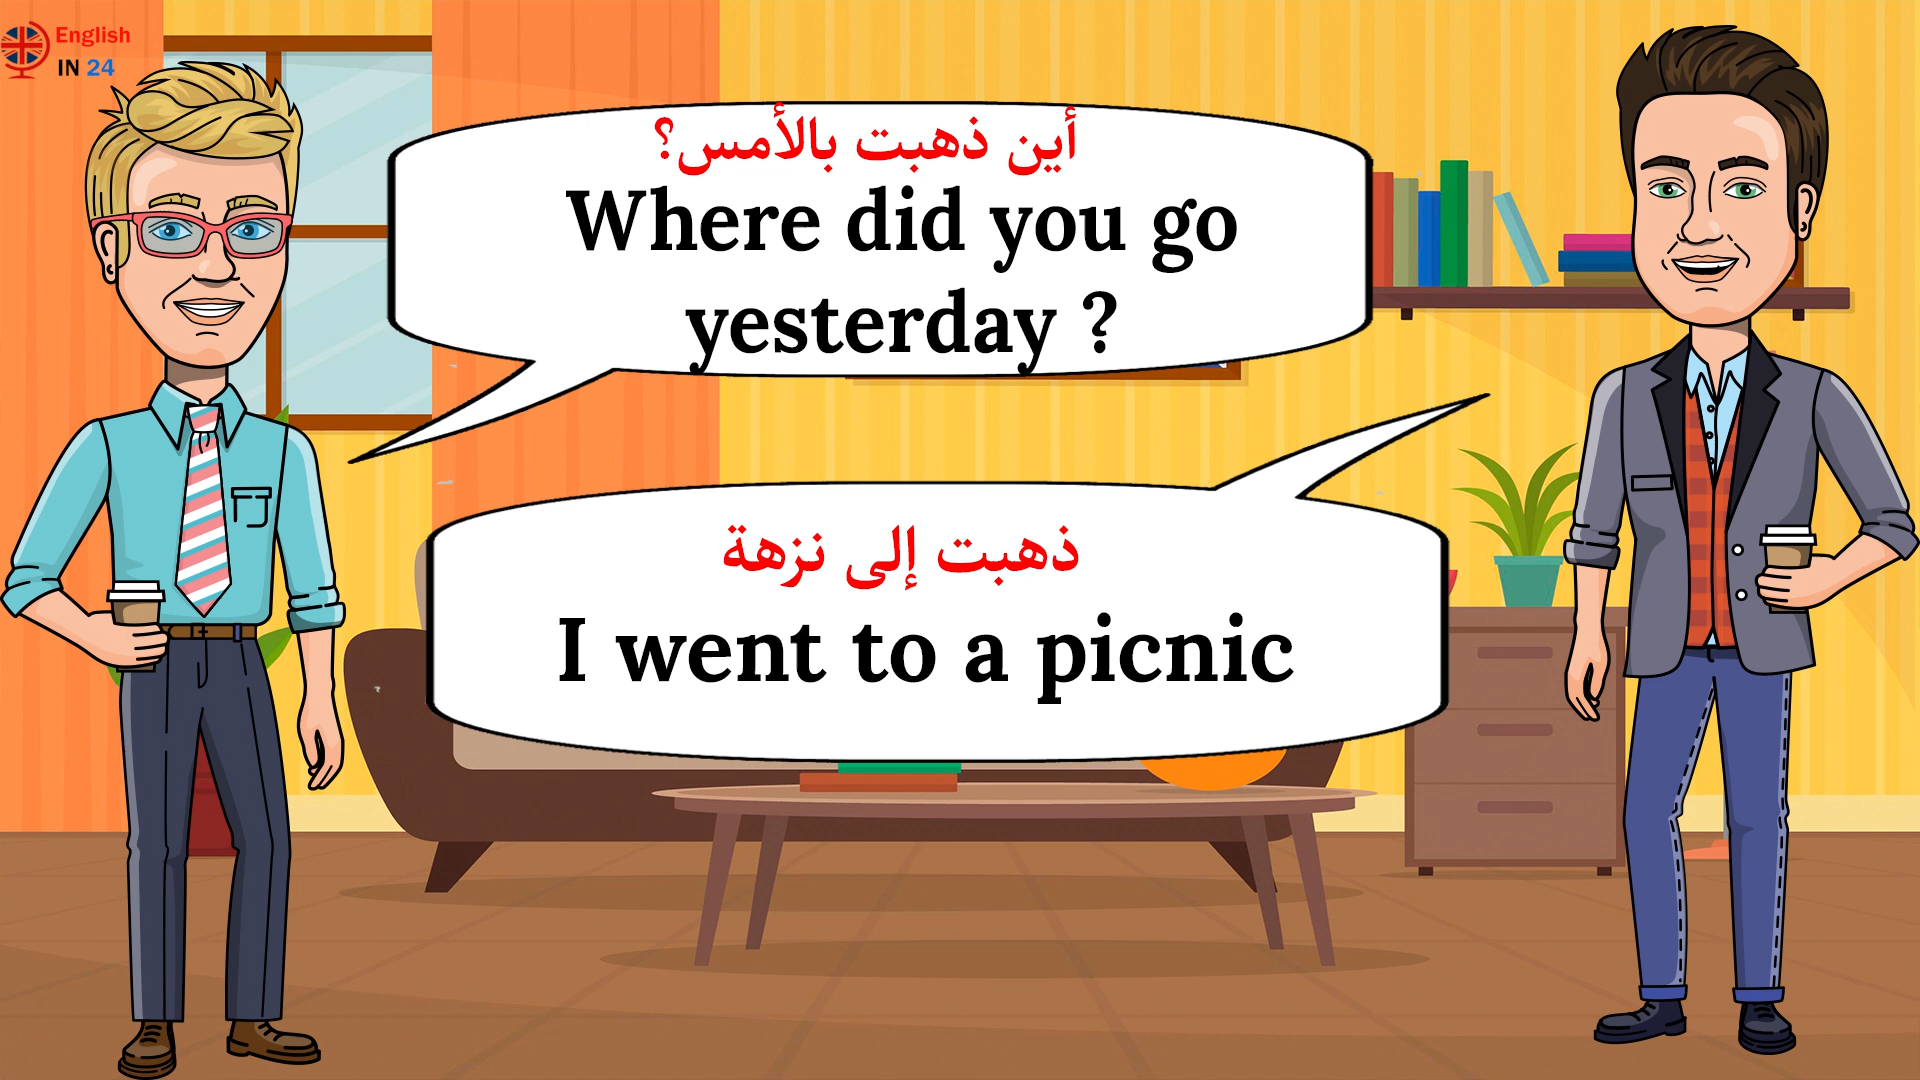 English
IN 24
أين ذهبت بالأمس؟
Where did you go
yesterday ?
ذهبت إلى نزهة
I went to a picnic